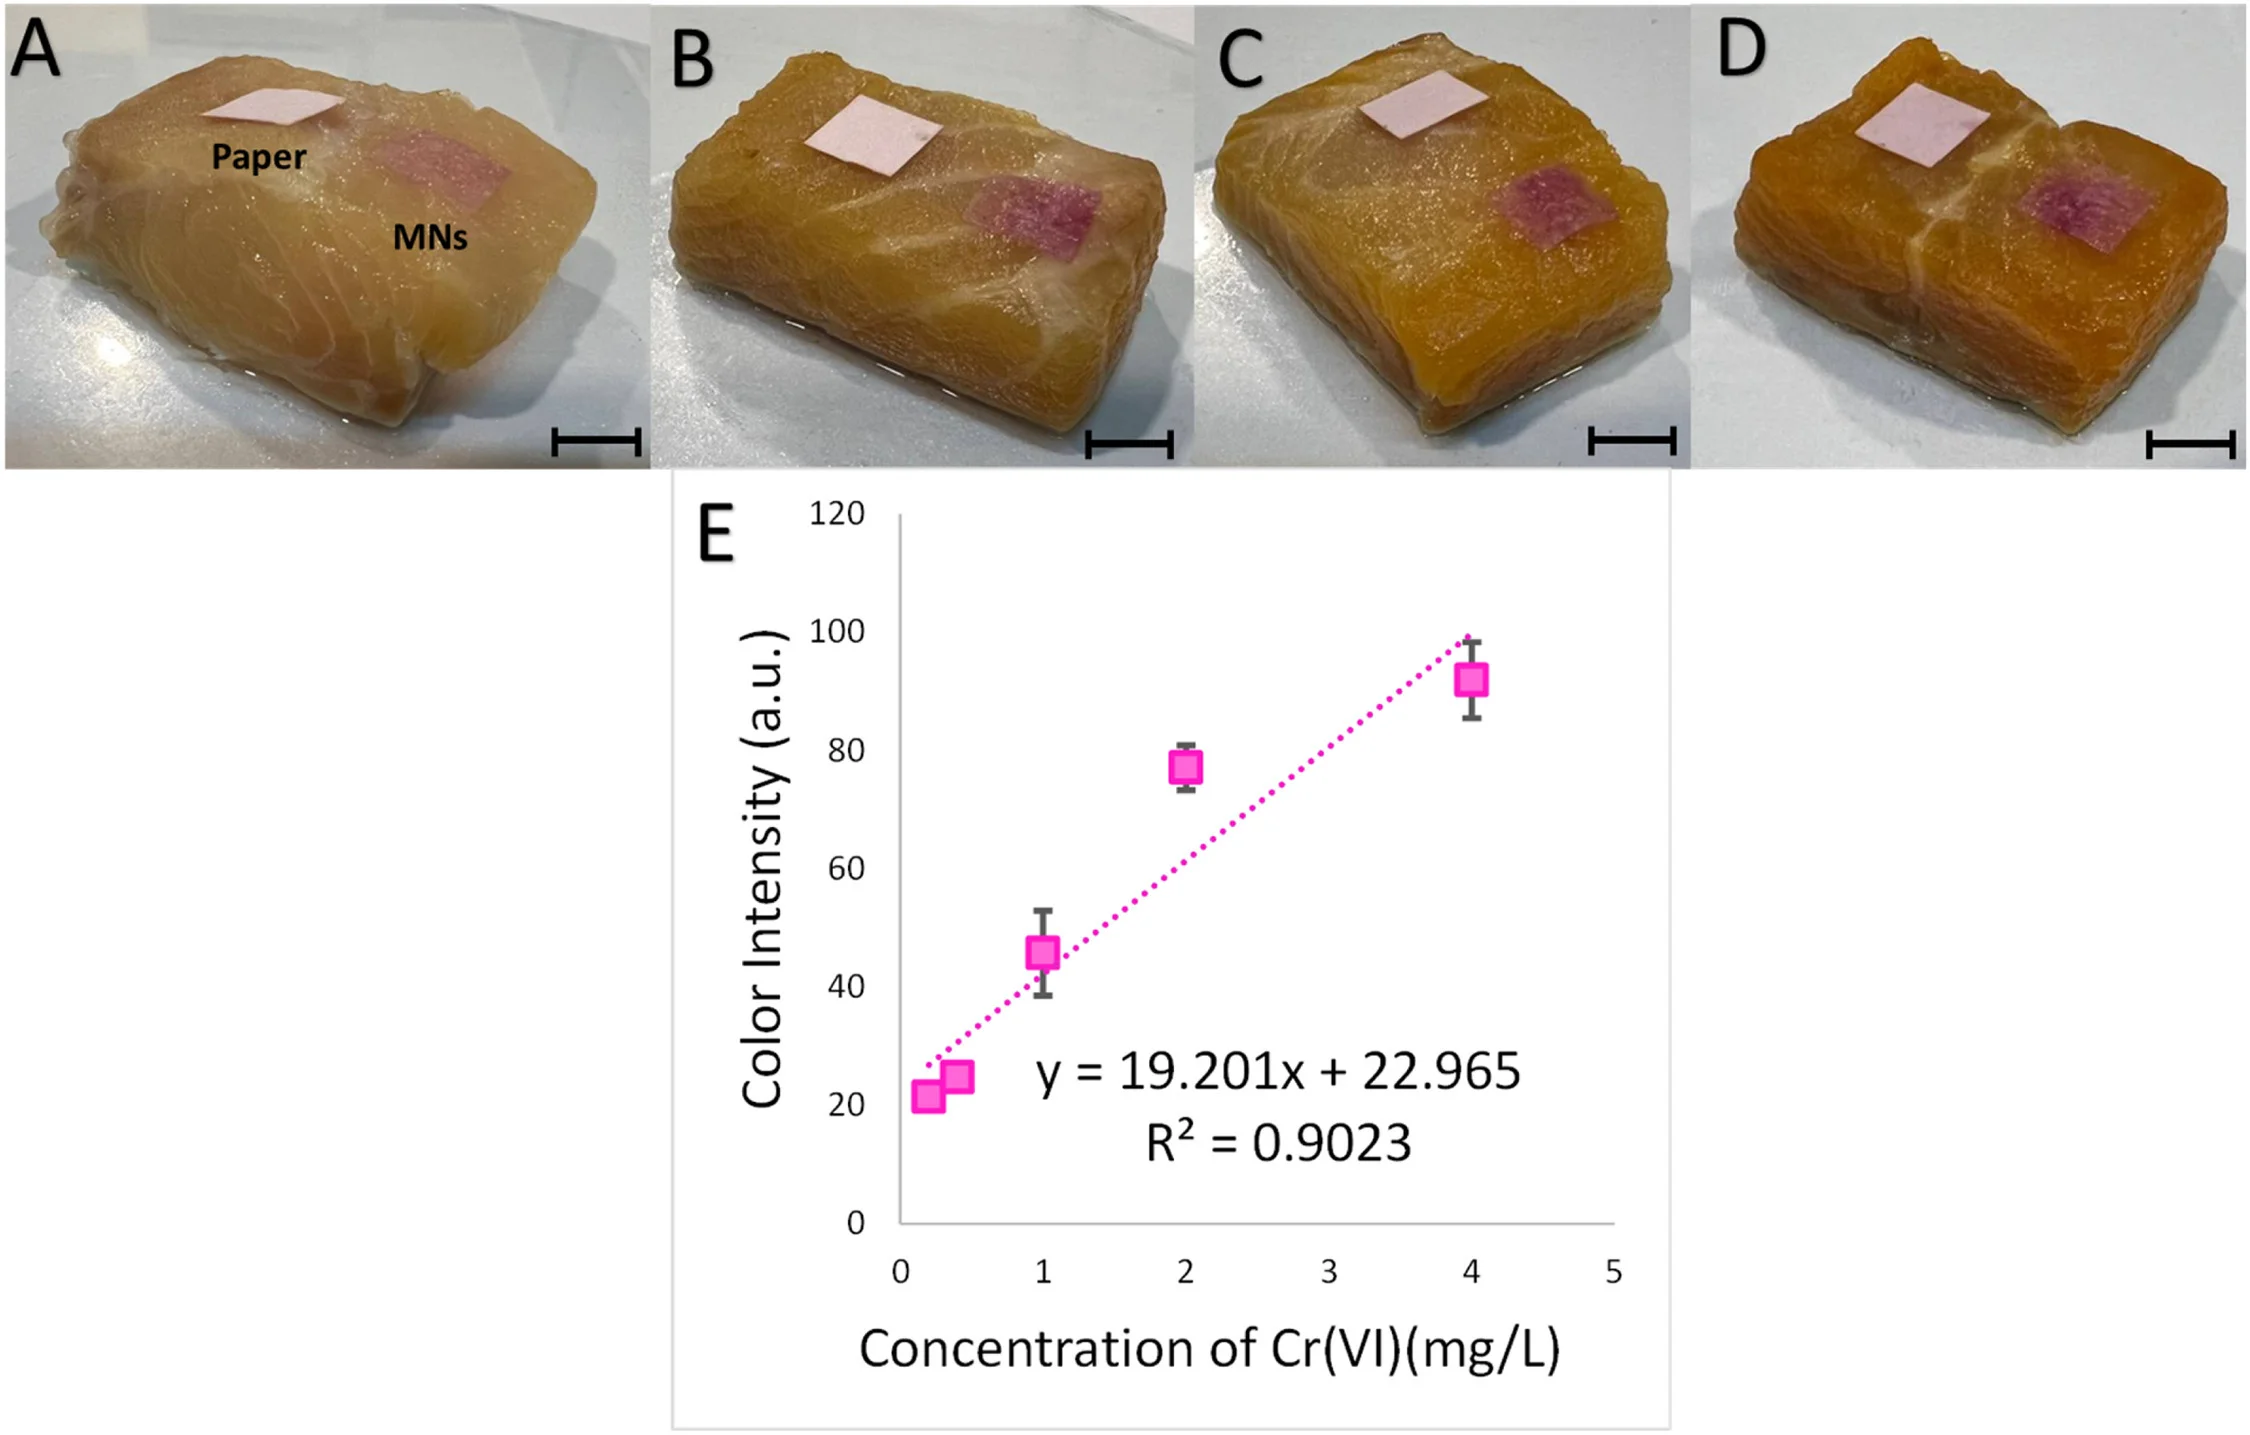 A
B
C
D
Paper
MNs
E
120
100
80
60
40
20
0
Color Intensity (a.u.)
y = 19.201x + 22.965
R² = 0.9023
0 1 2 3 4 5
Concentration of Cr(VI)(mg/L)